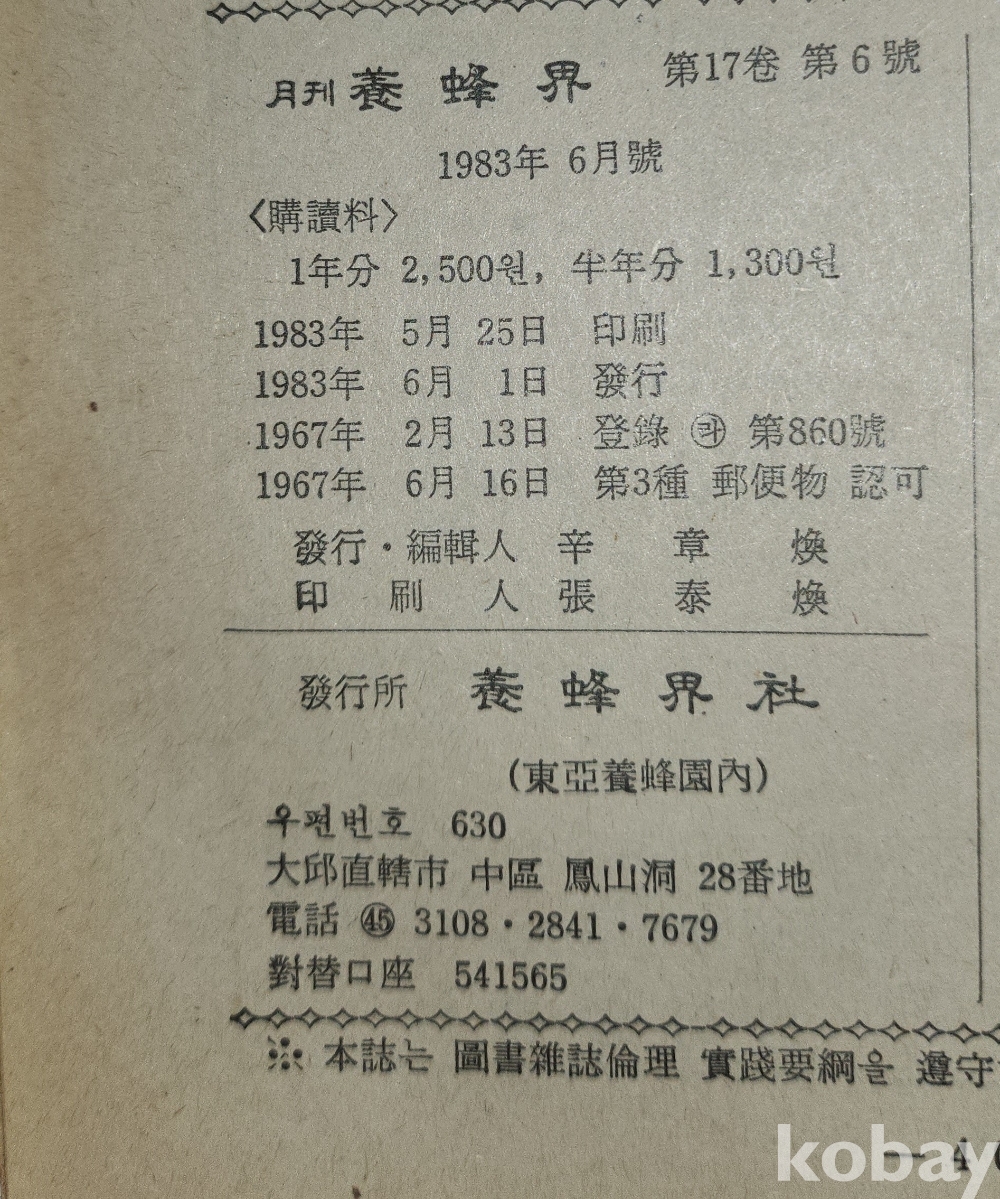 月刊 養蜂界 第17卷 第6號
1983年 6月號
〈購讀料〉
1年分 2,500원, 半年分 1,300원
1983年 5月 25日 印刷
1983年 6月 1日 發行
1967年 2月 13日 登錄 ㉱ 第860號
1967年 6月 16日 第3種 郵便物 認可
發行·編輯人 辛章煥
印刷人 張泰煥
發行所 養蜂界社
(東亞養蜂園內)
우편번호 630
大邱直轄市 中區 鳳山洞 28番地
電話 ㊺ 3108·2841·7679
對替口座 541565
※ 本誌는 圖書雜誌倫理 實踐要綱을 遵守
kobay